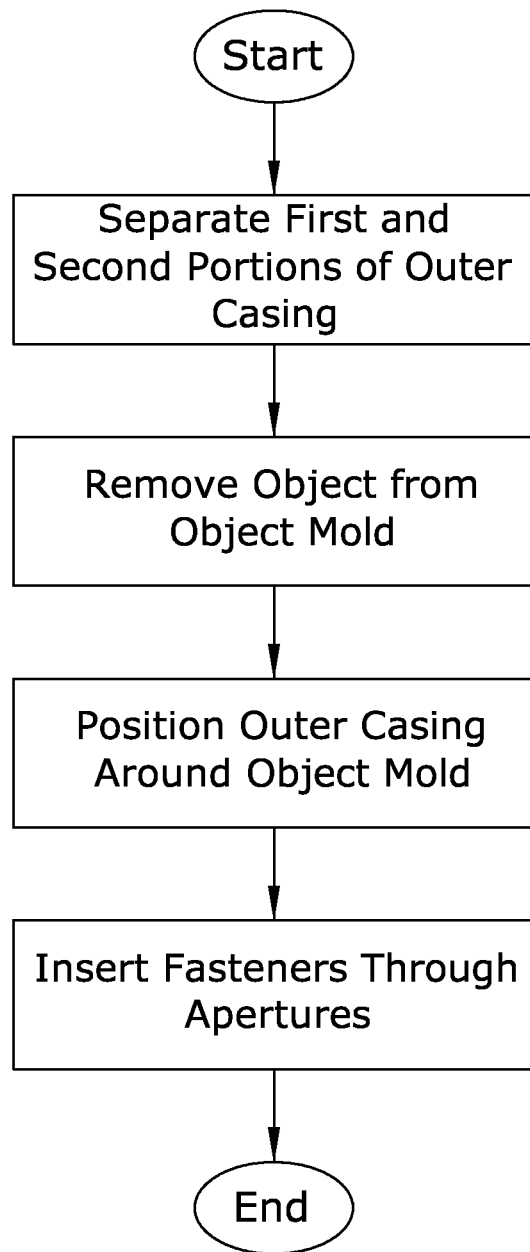 Start
Separate First and
Second Portions of Outer
Casing
Remove Object from
Object Mold
Position Outer Casing
Around Object Mold
Insert Fasteners Through
Apertures
End